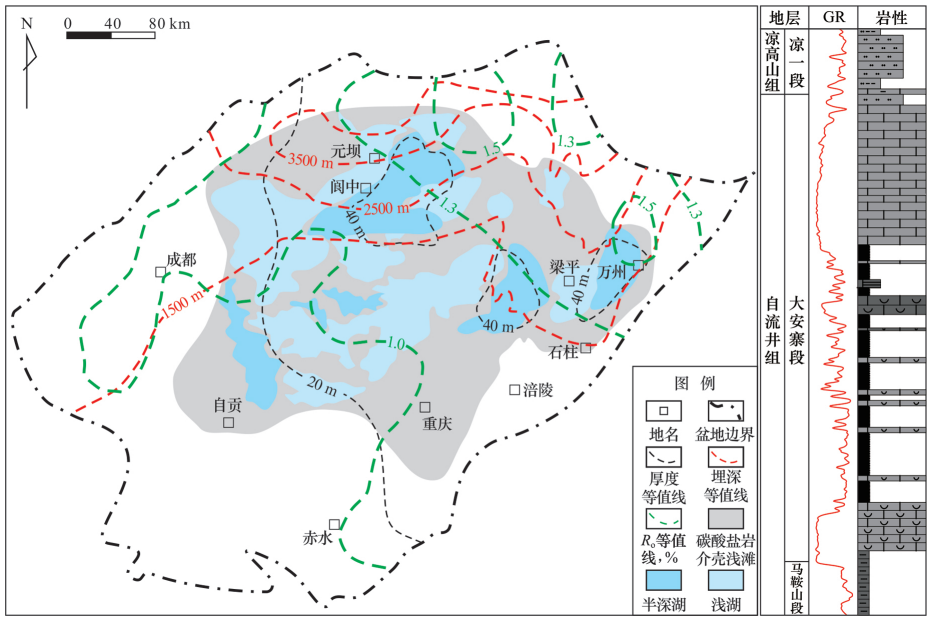 N
0 40 80 km
元坝
3500 m
1.5
1.3
阆中
2500 m
40 m
1.3
1.5
1.3
成都
1500 m
梁平
万州
40 m
40 m
1.0
石柱
20 m
涪陵
自贡
重庆
赤水
图 例
地名
盆地边界
厚度
等值线
埋深
等值线
Ro等值
线,%
碳酸盐岩
介壳浅滩
半深湖
浅湖
地层
GR
岩性
凉高山组
凉一段
自流井组
大安寨段
马鞍山段